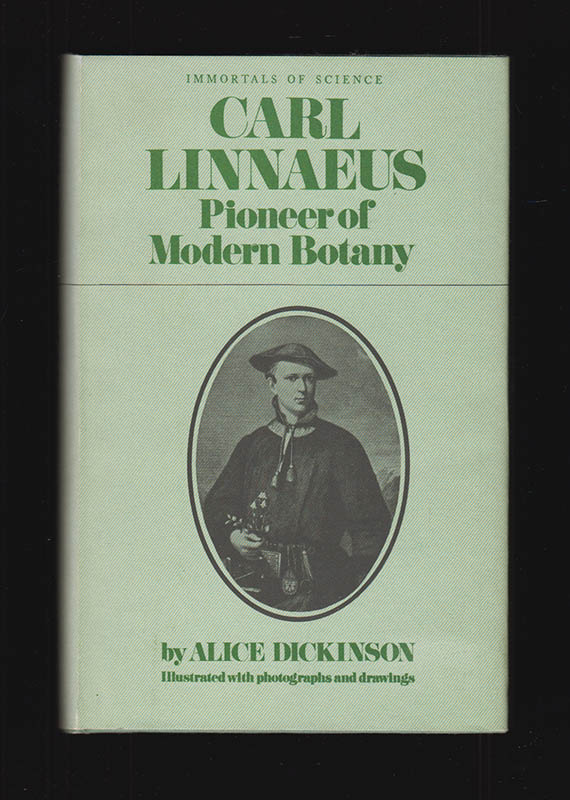 IMMORTALS OF SCIENCE
CARL
LINNAEUS
Pioneer of
Modern Botany
by ALICE DICKINSON
Illustrated with photographs and drawings